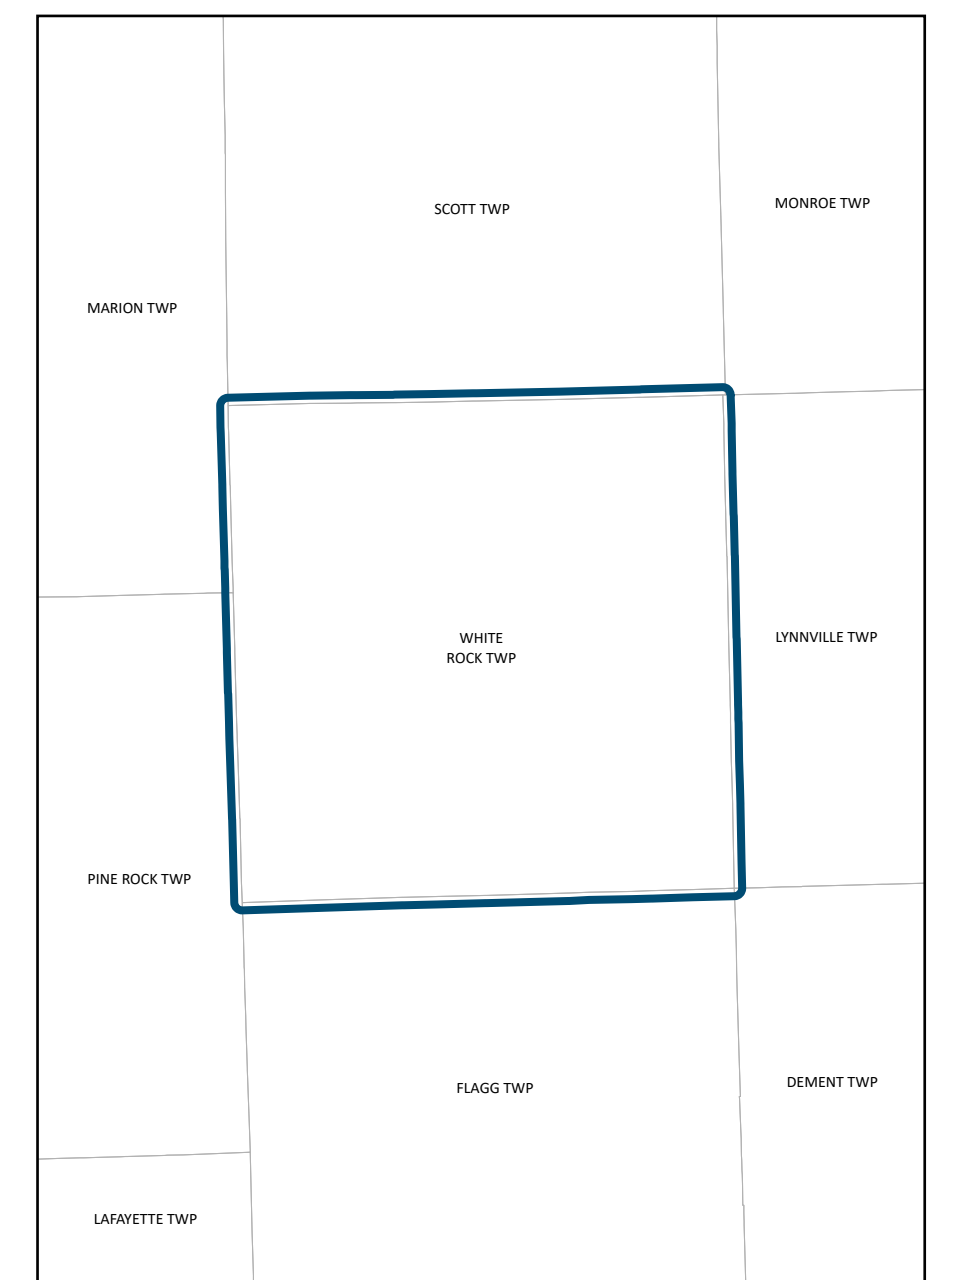 MONROE TWP
SCOTT TWP
MARION TWP
WHITE
ROCK TWP
LYNNVILLE TWP
PINE ROCK TWP
DEMENT TWP
FLAGG TWP
LAFAYETTE TWP